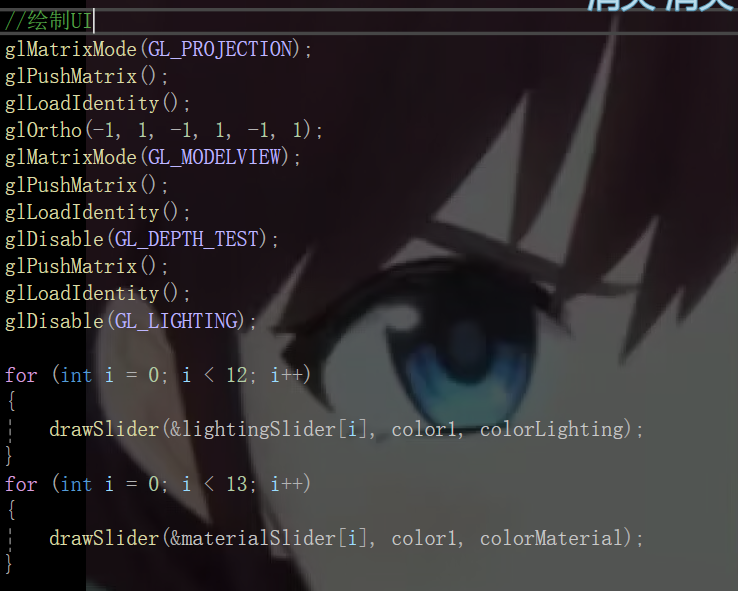 //绘制UI
glMatrixMode(GL_PROJECTION);
glPushMatrix();
glLoadIdentity();
glOrtho(-1, 1, -1, 1, -1, 1);
glMatrixMode(GL_MODELVIEW);
glPushMatrix();
glLoadIdentity();
glDisable(GL_DEPTH_TEST);
glPushMatrix();
glLoadIdentity();
glDisable(GL_LIGHTING);
for (int i = 0; i < 12; i++)
{
drawSlider(&lightingSlider[i], color1, colorLighting);
}
for (int i = 0; i < 13; i++)
{
drawSlider(&materialSlider[i], color1, colorMaterial);
}